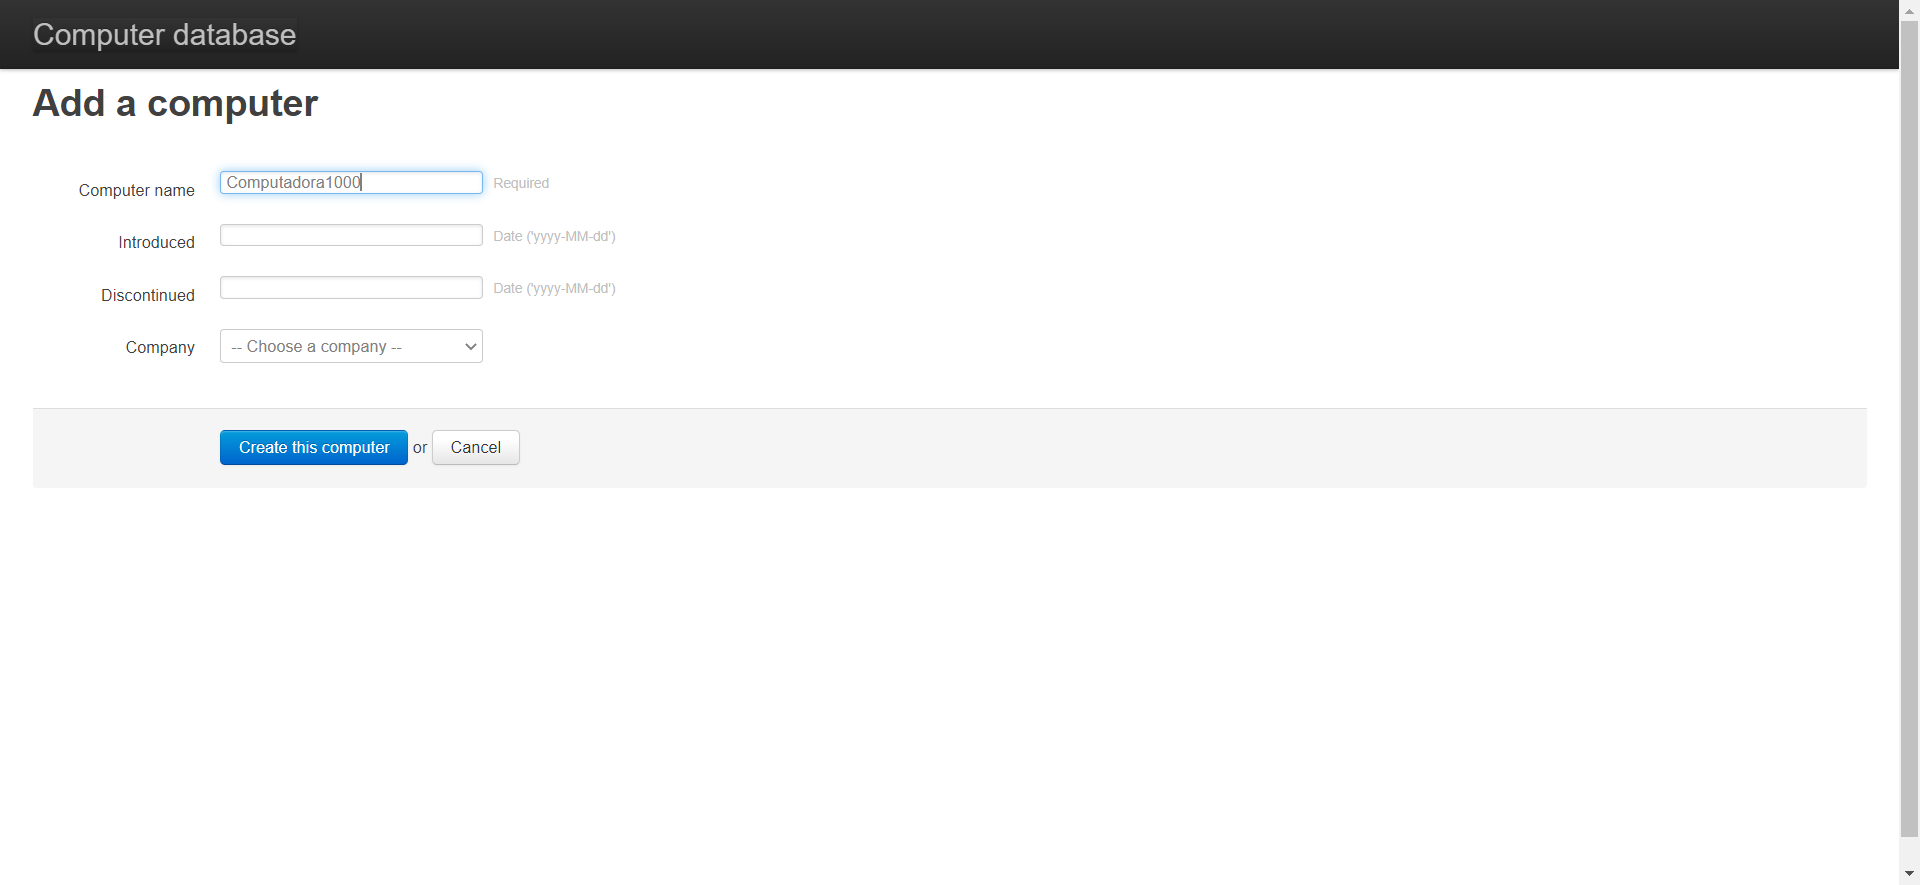 Computer database
Add a computer
Computer name Computadora1000 Required
Introduced Date ('yyyy-MM-dd')
Discontinued Date ('yyyy-MM-dd')
Company -- Choose a company --
Create this computer or Cancel